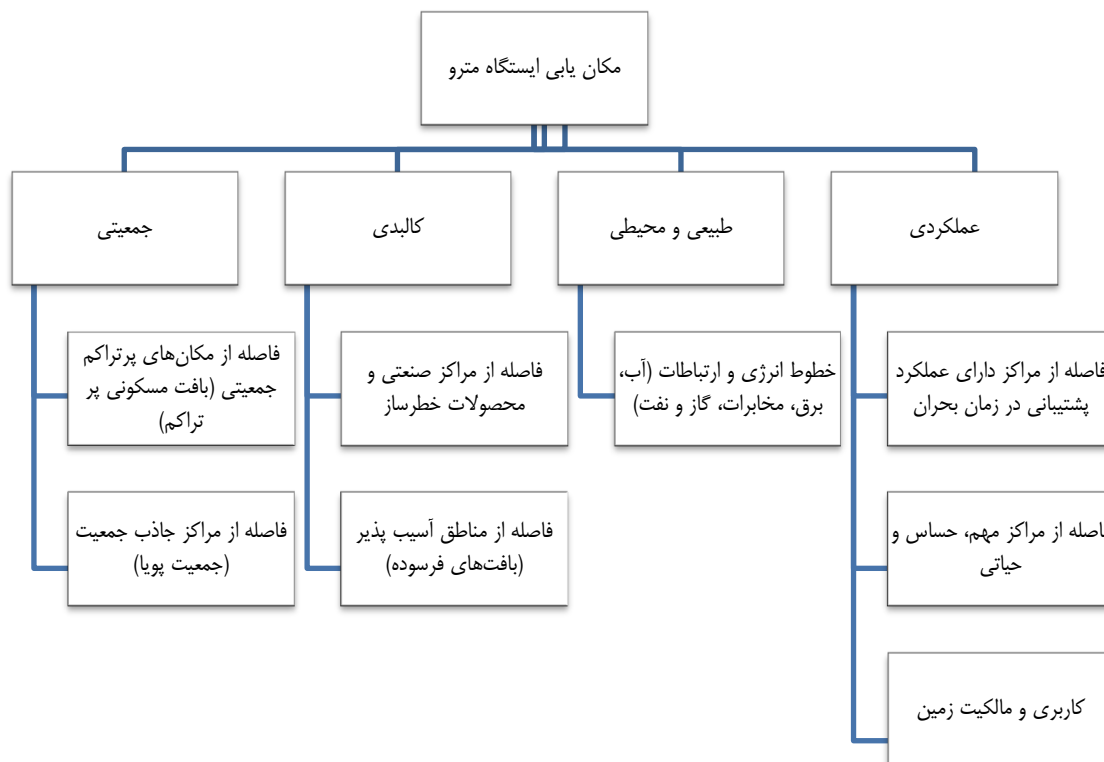 مکان یابی ایستگاه مترو
عملکردی
طبیعی و محیطی
کالبدی
جمعیتی
فاصله از مراکز دارای عملکرد
پشتیبانی در زمان بحران
فاصله از مراکز مهم، حساس و
حیاتی
کاربری و مالکیت زمین
خطوط انرژی و ارتباطات (آب،
برق، مخابرات، گاز و نفت)
فاصله از مراکز صنعتی و
محصولات خطرساز
فاصله از مناطق آسیب پذیر
(بافت‌های فرسوده)
فاصله از مکان‌های پرتراکم
جمعیتی (بافت مسکونی پر
تراکم)
فاصله از مراکز جاذب جمعیت
(جمعیت پویا)